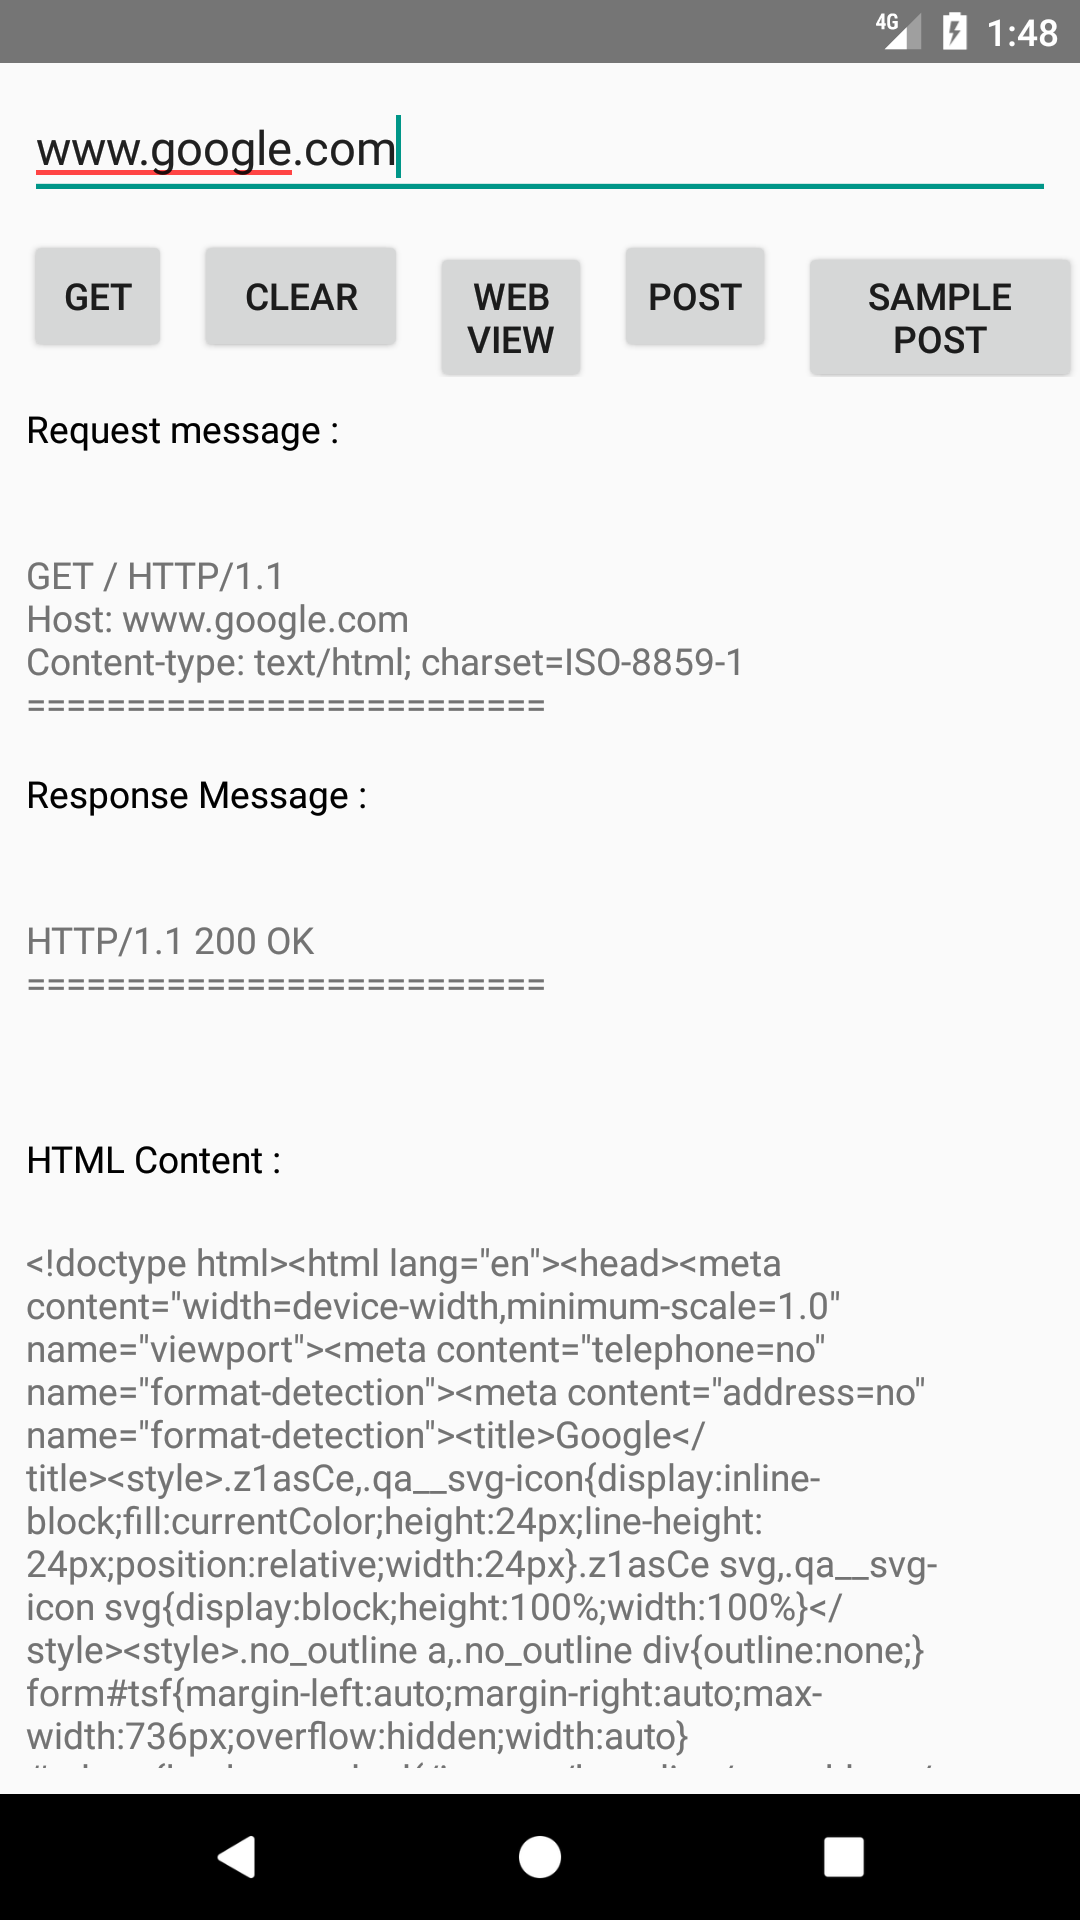 4G 1:48
www.google.com
GET CLEAR WEB VIEW POST SAMPLE POST
Request message :
GET / HTTP/1.1
Host: www.google.com
Content-type: text/html; charset=ISO-8859-1
==========================
Response Message :
HTTP/1.1 200 OK
==========================
HTML Content :
<!doctype html><html lang="en"><head><meta
content="width=device-width,minimum-scale=1.0"
name="viewport"><meta content="telephone=no"
name="format-detection"><meta content="address=no"
name="format-detection"><title>Google</
title><style>.z1asCe,.qa__svg-icon{display:inline-
block;fill:currentColor;height:24px;line-height:
24px;position:relative;width:24px}.z1asCe svg,.qa__svg-
icon svg{display:block;height:100%;width:100%}</
style><style>.no_outline a,.no_outline div{outline:none;}
form#tsf{margin-left:auto;margin-right:auto;max-
width:736px;overflow:hidden;width:auto}